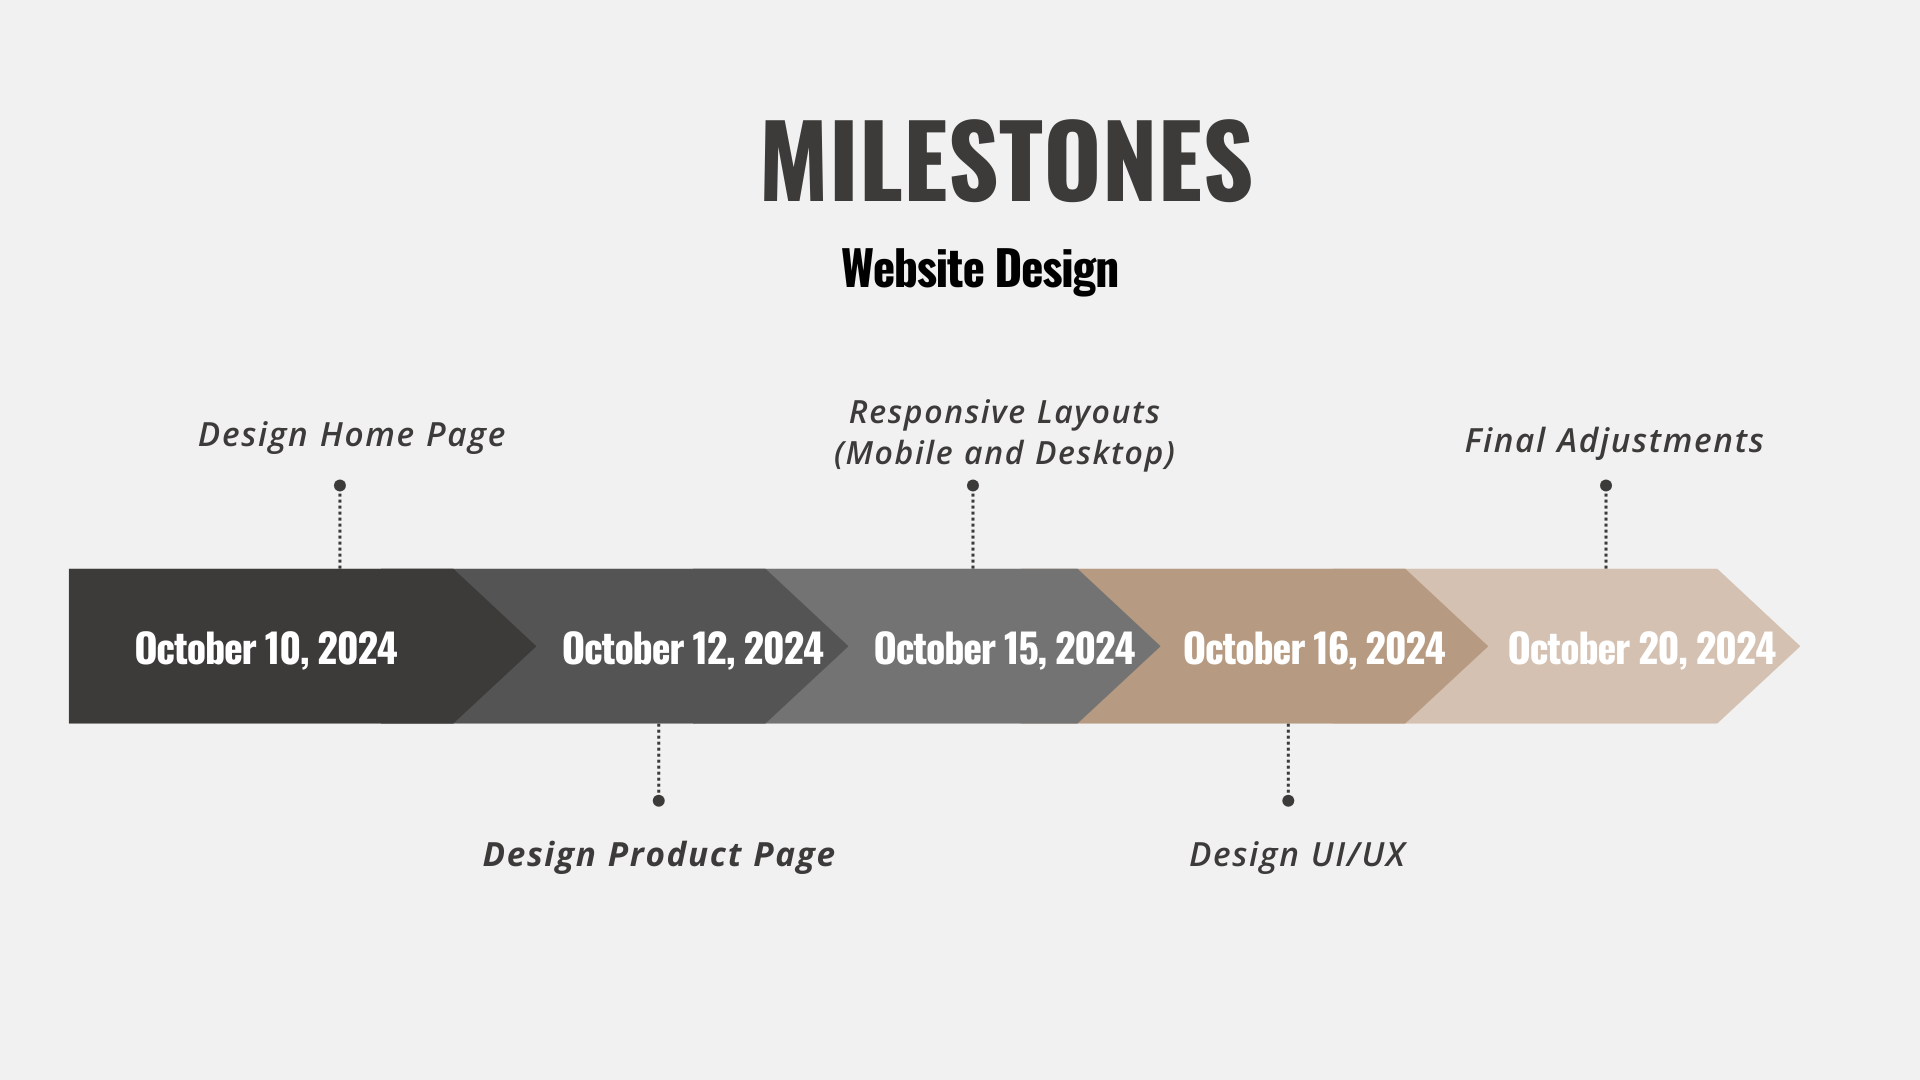 MILESTONES
Website Design
Design Home Page
Responsive Layouts
(Mobile and Desktop)
Final Adjustments
October 10, 2024
October 12, 2024
October 15, 2024
October 16, 2024
October 20, 2024
Design Product Page
Design UI/UX